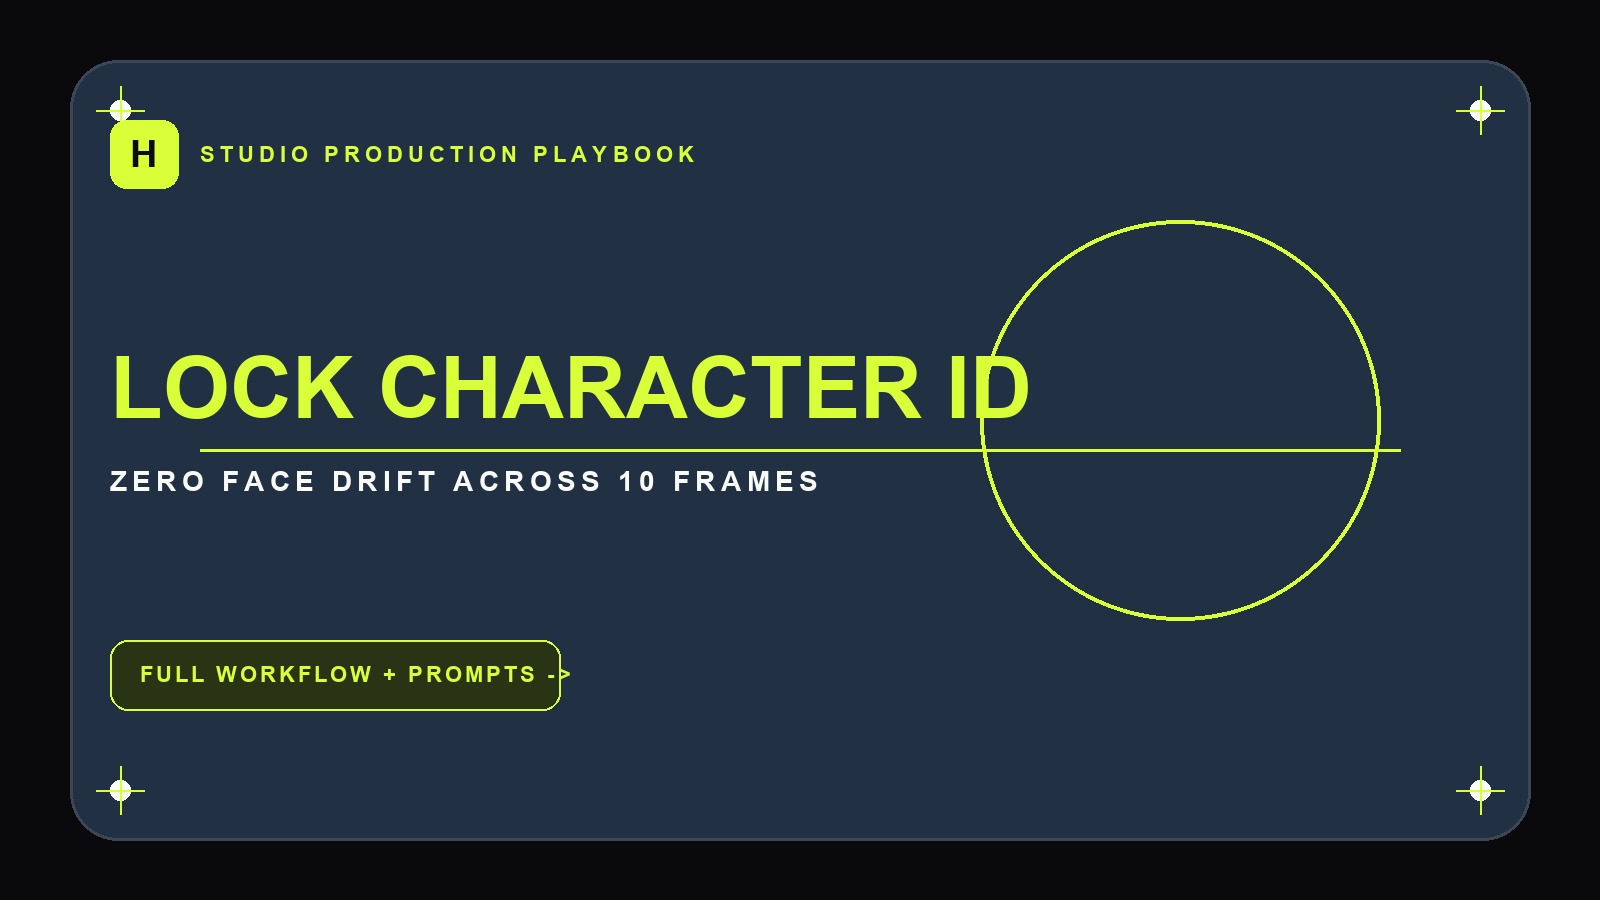 H
STUDIO PRODUCTION PLAYBOOK
LOCK CHARACTER ID
ZERO FACE DRIFT ACROSS 10 FRAMES
FULL WORKFLOW + PROMPTS ->